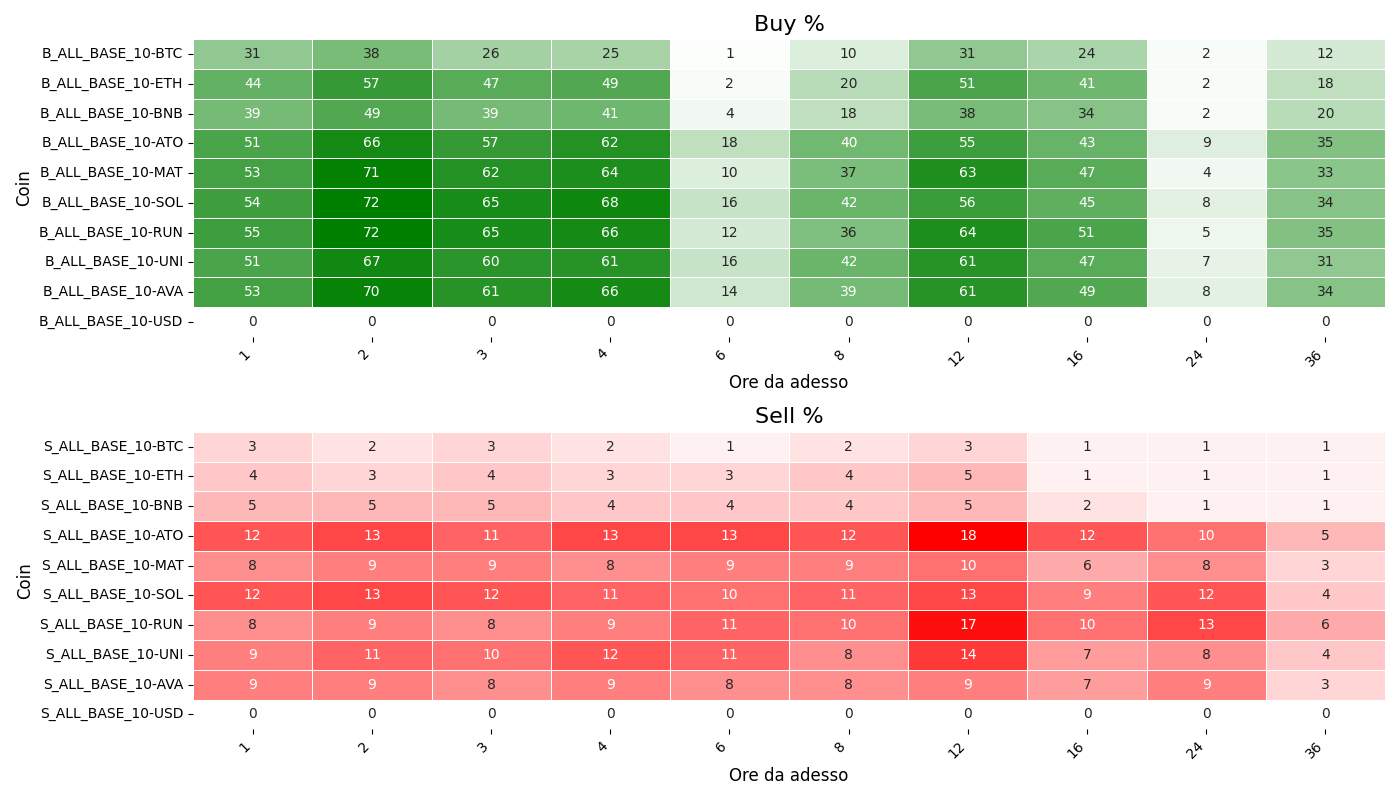 Buy %
Coin
B_ALL_BASE_10-BTC 31 38 26 25 1 10 31 24 2 12
B_ALL_BASE_10-ETH 44 57 47 49 2 20 51 41 2 18
B_ALL_BASE_10-BNB 39 49 39 41 4 18 38 34 2 20
B_ALL_BASE_10-ATO 51 66 57 62 18 40 55 43 9 35
B_ALL_BASE_10-MAT 53 71 62 64 10 37 63 47 4 33
B_ALL_BASE_10-SOL 54 72 65 68 16 42 56 45 8 34
B_ALL_BASE_10-RUN 55 72 65 66 12 36 64 51 5 35
B_ALL_BASE_10-UNI 51 67 60 61 16 42 61 47 7 31
B_ALL_BASE_10-AVA 53 70 61 66 14 39 61 49 8 34
B_ALL_BASE_10-USD 0 0 0 0 0 0 0 0 0 0
1 2 3 4 6 8 12 16 24 36
Ore da adesso
Sell %
Coin
S_ALL_BASE_10-BTC 3 2 3 2 1 2 3 1 1 1
S_ALL_BASE_10-ETH 4 3 4 3 3 4 5 1 1 1
S_ALL_BASE_10-BNB 5 5 5 4 4 4 5 2 1 1
S_ALL_BASE_10-ATO 12 13 11 13 13 12 18 12 10 5
S_ALL_BASE_10-MAT 8 9 9 8 9 9 10 6 8 3
S_ALL_BASE_10-SOL 12 13 12 11 10 11 13 9 12 4
S_ALL_BASE_10-RUN 8 9 8 9 11 10 17 10 13 6
S_ALL_BASE_10-UNI 9 11 10 12 11 8 14 7 8 4
S_ALL_BASE_10-AVA 9 9 8 9 8 8 9 7 9 3
S_ALL_BASE_10-USD 0 0 0 0 0 0 0 0 0 0
1 2 3 4 6 8 12 16 24 36
Ore da adesso